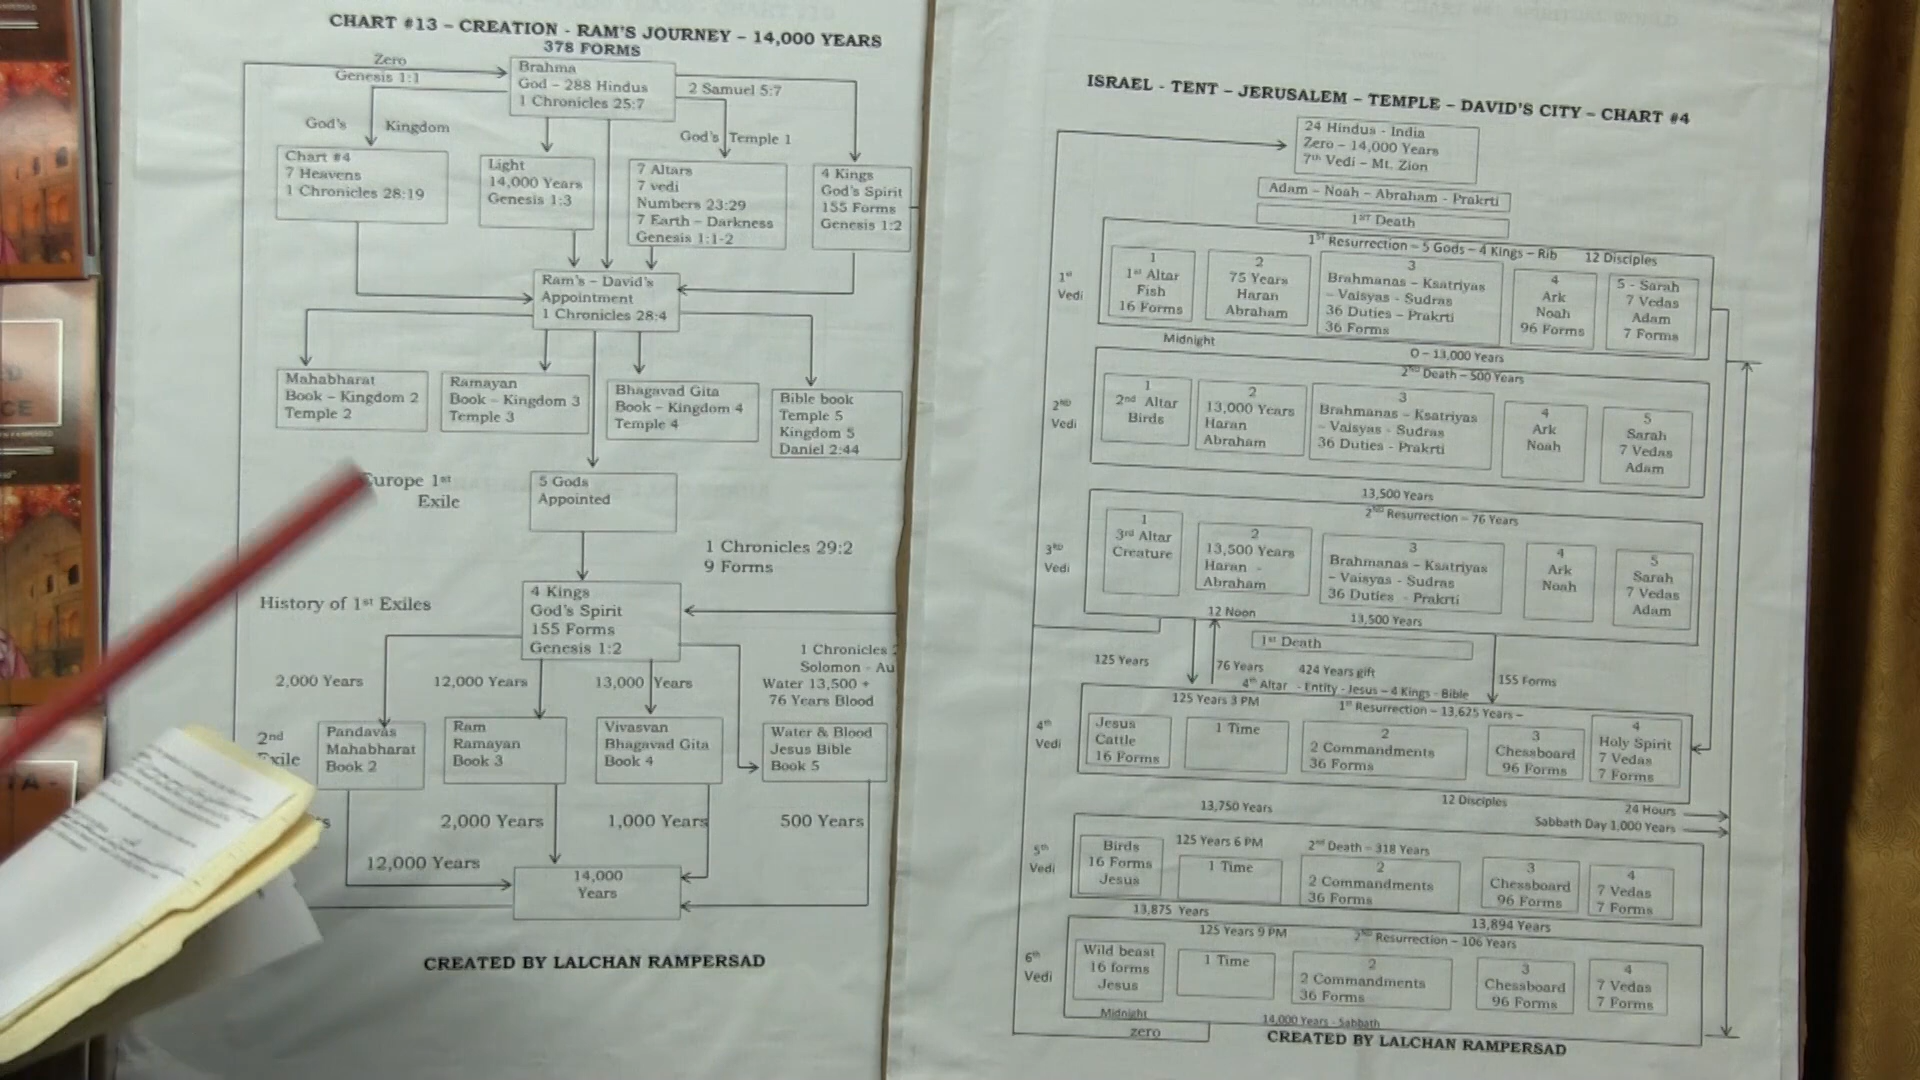 CHART #13 – CREATION - RAM'S JOURNEY – 14,000 YEARS
378 FORMS
Zero
Genesis 1:1
Brahma
God – 288 Hindus
1 Chronicles 25:7
2 Samuel 5:7
God's Kingdom
God's Temple 1
Chart #4
7 Heavens
1 Chronicles 28:19
Light
14,000 Years
Genesis 1:3
7 Altars
7 vedi
Numbers 23:29
7 Earth – Darkness
Genesis 1:1-2
4 Kings
God's Spirit
155 Forms
Genesis 1:2
Ram's – David's
Appointment
1 Chronicles 28:4
Mahabharat
Book – Kingdom 2
Temple 2
Ramayan
Book – Kingdom 3
Temple 3
Bhagavad Gita
Book – Kingdom 4
Temple 4
Bible book
Temple 5
Kingdom 5
Daniel 2:44
Europe 1st
Exile
5 Gods
Appointed
1 Chronicles 29:2
9 Forms
History of 1st Exiles
4 Kings
God's Spirit
155 Forms
Genesis 1:2
1 Chronicles
Solomon - Au
Water 13,500 +
76 Years Blood
2,000 Years
12,000 Years
13,000 Years
2nd
Exile
Pandavas
Mahabharat
Book 2
Ram
Ramayan
Book 3
Vivasvan
Bhagavad Gita
Book 4
Water & Blood
Jesus Bible
Book 5
2,000 Years
1,000 Years
500 Years
12,000 Years
14,000
Years
CREATED BY LALCHAN RAMPERSAD
ISRAEL - TENT – JERUSALEM – TEMPLE – DAVID'S CITY – CHART #4
24 Hindus - India
Zero – 14,000 Years
7th Vedi – Mt. Zion
Adam – Noah – Abraham - Prakrti
1ST Death
1ST Resurrection – 5 Gods – 4 Kings – Rib 12 Disciples
1st
Vedi
1
1st Altar
Fish
16 Forms
2
75 Years
Haran
Abraham
3
Brahmanas – Ksatriyas
– Vaisyas - Sudras
36 Duties – Prakrti
36 Forms
4
Ark
Noah
96 Forms
5 - Sarah
7 Vedas
Adam
7 Forms
Midnight
O – 13,000 Years
2ND Death – 500 Years
2ND
Vedi
1
2nd Altar
Birds
2
13,000 Years
Haran
Abraham
3
Brahmanas – Ksatriyas
– Vaisyas - Sudras
36 Duties - Prakrti
4
Ark
Noah
5
Sarah
7 Vedas
Adam
13,500 Years
2ND Resurrection – 76 Years
3RD
Vedi
1
3rd Altar
Creature
2
13,500 Years
Haran -
Abraham
3
Brahmanas – Ksatriyas
– Vaisyas - Sudras
36 Duties - Prakrti
4
Ark
Noah
5
Sarah
7 Vedas
Adam
12 Noon
13,500 Years
1st Death
125 Years
76 Years
424 Years gift
4th Altar - Entity - Jesus – 4 Kings - Bible
155 Forms
125 Years 3 PM
1st Resurrection – 13,625 Years –
4th
Vedi
Jesus
Cattle
16 Forms
1 Time
2
2 Commandments
36 Forms
3
Chessboard
96 Forms
4
Holy Spirit
7 Vedas
7 Forms
12 Disciples
24 Hours
13,750 Years
Sabbath Day 1,000 Years
5th
Vedi
Birds
16 Forms
Jesus
125 Years 6 PM
2nd Death – 318 Years
1 Time
2
2 Commandments
36 Forms
3
Chessboard
96 Forms
4
7 Vedas
7 Forms
13,875 Years
13,894 Years
125 Years 9 PM
2ND Resurrection – 106 Years
6th
Vedi
Wild beast
16 forms
Jesus
1 Time
2
2 Commandments
36 Forms
3
Chessboard
96 Forms
4
7 Vedas
7 Forms
Midnight
14,000 Years - Sabbath
zero
CREATED BY LALCHAN RAMPERSAD